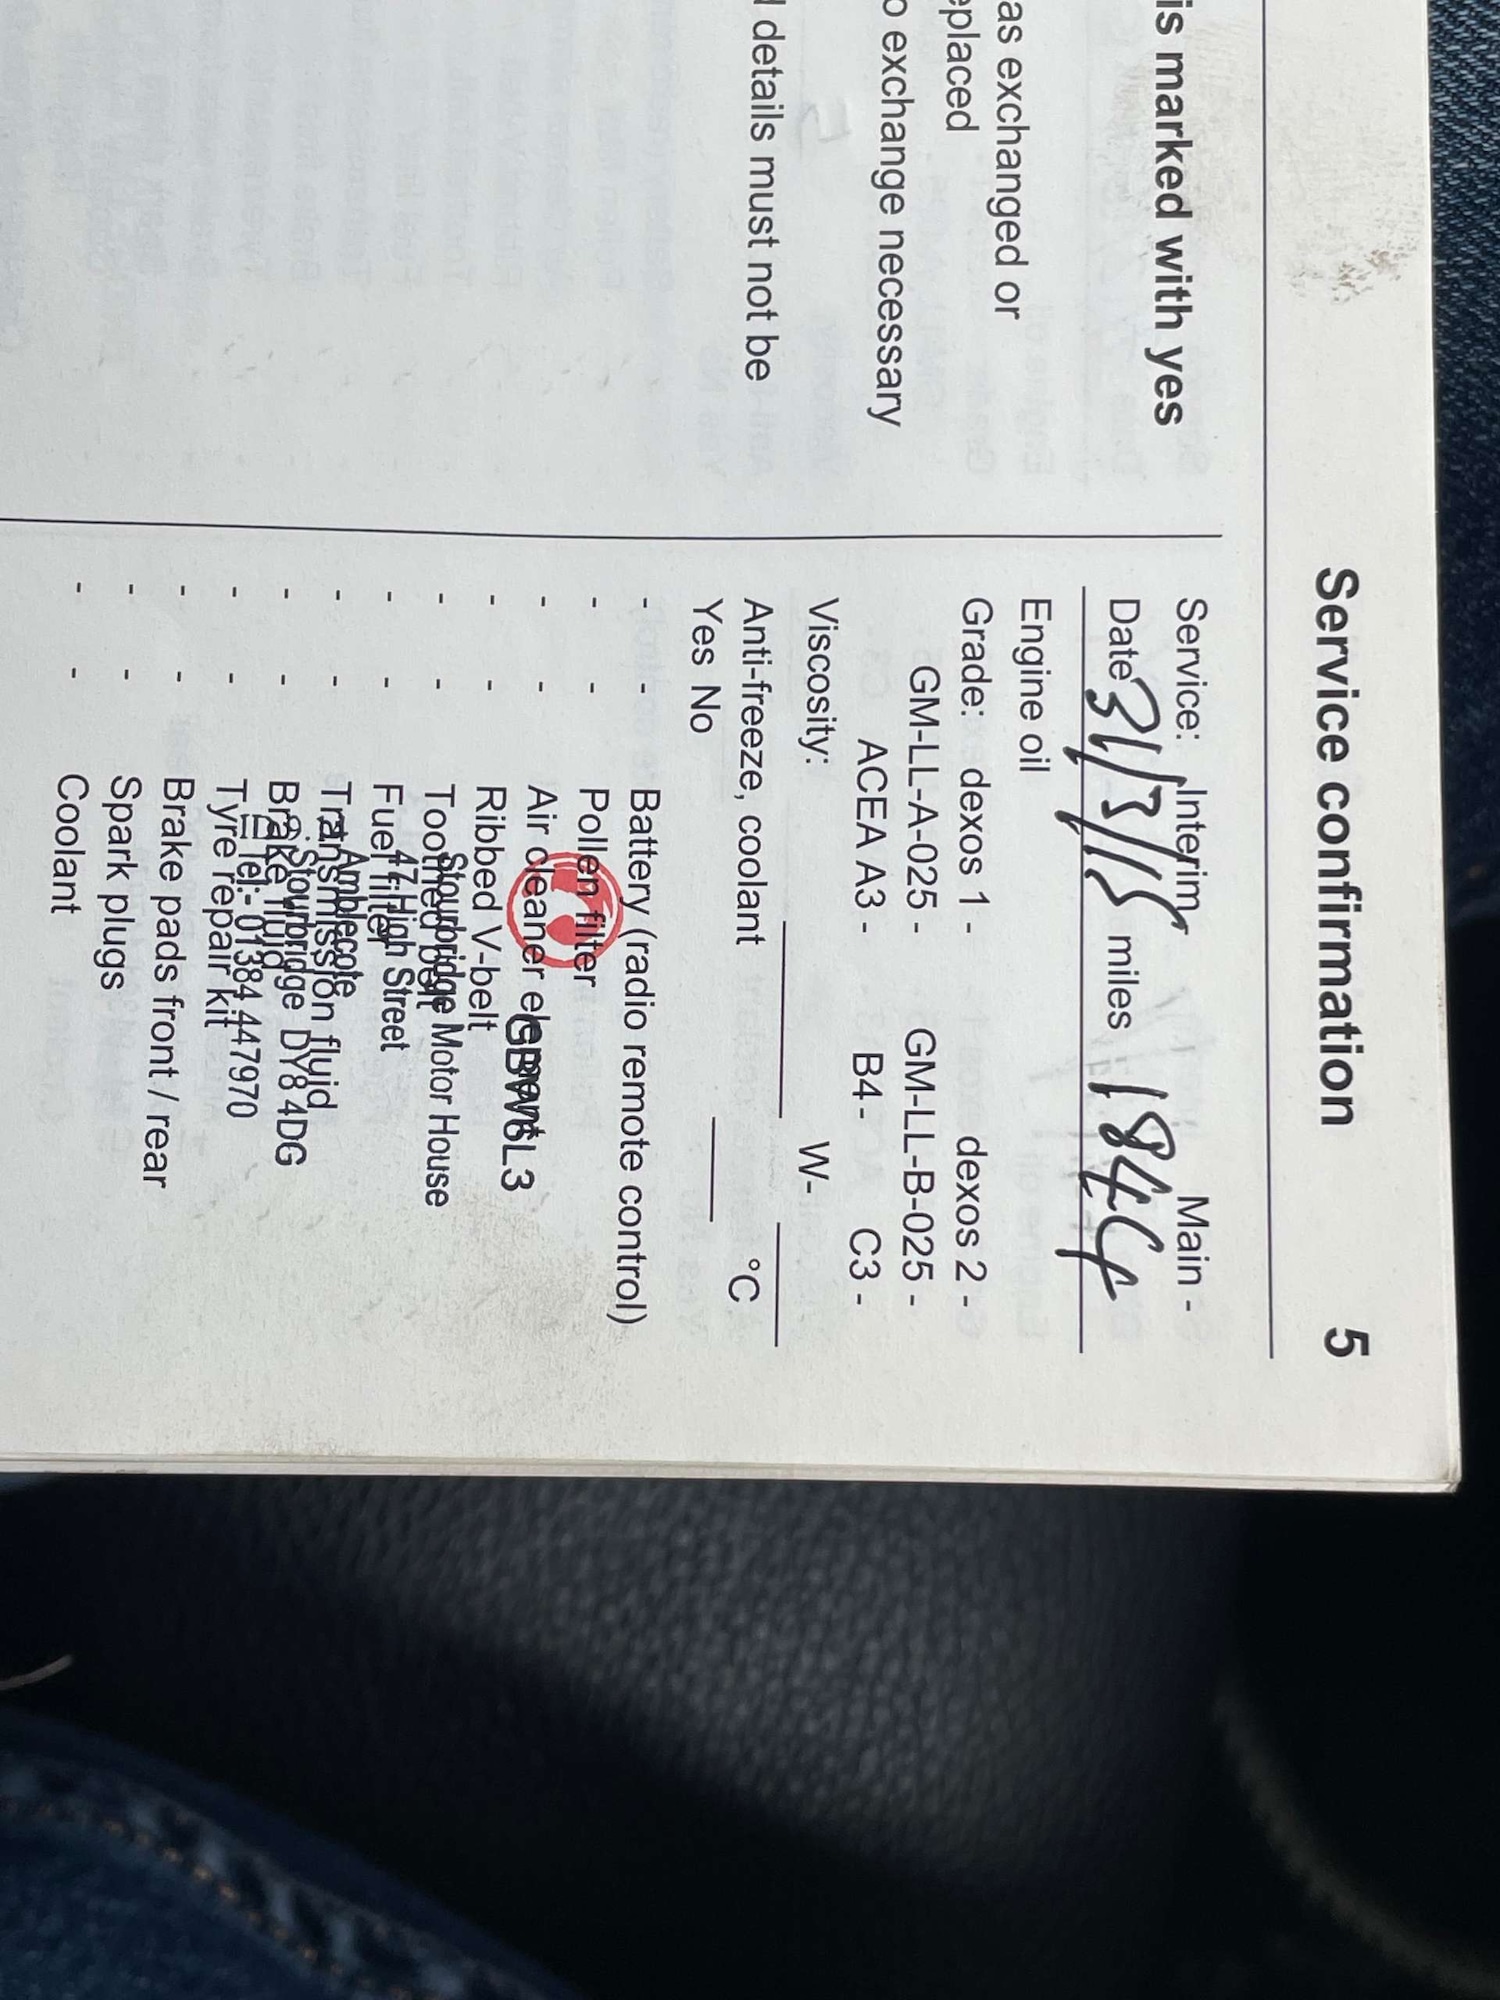 is marked with yes
as exchanged or
eplaced
o exchange necessary
details must not be
Service confirmation 5
Service: Interim Main -
Date 31/3/15 miles
Engine oil
Grade: dexos 1 - dexos 2 -
GM-LL-A-025 - GM-LL-B-025 -
ACEA A3 - B4 - C3 -
Viscosity: W-
Anti-freeze, coolant °C
Yes No
- - Battery (radio remote control)
- - Pollen filter
- - Air cleaner element
GBW6L3
- - Ribbed V-belt
- - Toothed belt
Stourbridge Motor House
- - Fuel filter
47 High Street
- - Transmission fluid
Amblecote
- - Brake fluid
Stourbridge DY8 4DG
- - Tyre repair kit
Tel:- 01384 447970
- - Brake pads front / rear
- - Spark plugs
- - Coolant